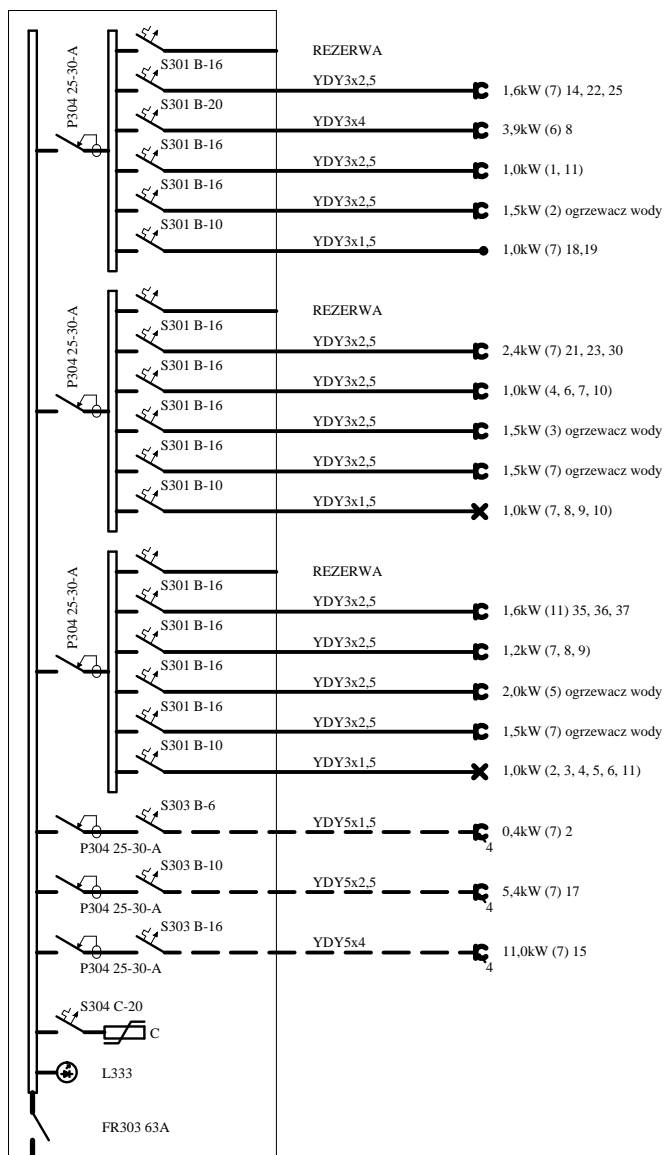 P304 25-30-A
REZERWA
S301 B-16 YDY3x2,5 1,6kW (7) 14, 22, 25
S301 B-20 YDY3x4 3,9kW (6) 8
S301 B-16 YDY3x2,5 1,0kW (1, 11)
S301 B-16 YDY3x2,5 1,5kW (2) ogrzewacz wody
S301 B-10 YDY3x1,5 1,0kW (7) 18,19
P304 25-30-A
REZERWA
S301 B-16 YDY3x2,5 2,4kW (7) 21, 23, 30
S301 B-16 YDY3x2,5 1,0kW (4, 6, 7, 10)
S301 B-16 YDY3x2,5 1,5kW (3) ogrzewacz wody
S301 B-16 YDY3x2,5 1,5kW (7) ogrzewacz wody
S301 B-10 YDY3x1,5 1,0kW (7, 8, 9, 10)
P304 25-30-A
REZERWA
S301 B-16 YDY3x2,5 1,6kW (11) 35, 36, 37
S301 B-16 YDY3x2,5 1,2kW (7, 8, 9)
S301 B-16 YDY3x2,5 2,0kW (5) ogrzewacz wody
S301 B-16 YDY3x2,5 1,5kW (7) ogrzewacz wody
S301 B-10 YDY3x1,5 1,0kW (2, 3, 4, 5, 6, 11)
S303 B-6 YDY5x1,5 0,4kW (7) 2
P304 25-30-A 4
S303 B-10 YDY5x2,5 5,4kW (7) 17
P304 25-30-A 4
S303 B-16 YDY5x4 11,0kW (7) 15
P304 25-30-A 4
S304 C-20
C
L333
FR303 63A